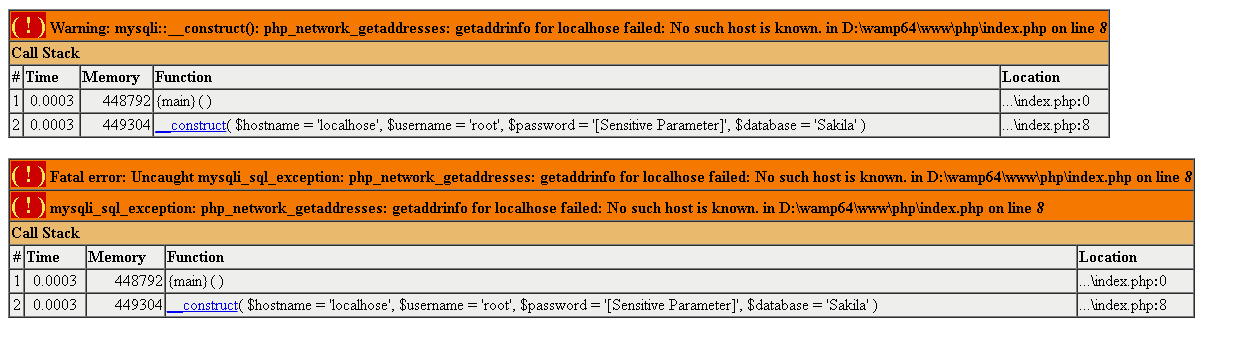 ( ! ) Warning: mysqli::__construct(): php_network_getaddresses: getaddrinfo for localhose failed: No such host is known. in D:\wamp64\www\php\index.php on line 8
Call Stack
# Time Memory Function Location
1 0.0003 448792 {main}( ) ...\index.php:0
2 0.0003 449304 __construct( $hostname = 'localhose', $username = 'root', $password = '[Sensitive Parameter]', $database = 'Sakila' ) ...\index.php:8
( ! ) Fatal error: Uncaught mysqli_sql_exception: php_network_getaddresses: getaddrinfo for localhose failed: No such host is known. in D:\wamp64\www\php\index.php on line 8
( ! ) mysqli_sql_exception: php_network_getaddresses: getaddrinfo for localhose failed: No such host is known. in D:\wamp64\www\php\index.php on line 8
Call Stack
# Time Memory Function Location
1 0.0003 448792 {main}( ) ...\index.php:0
2 0.0003 449304 __construct( $hostname = 'localhose', $username = 'root', $password = '[Sensitive Parameter]', $database = 'Sakila' ) ...\index.php:8